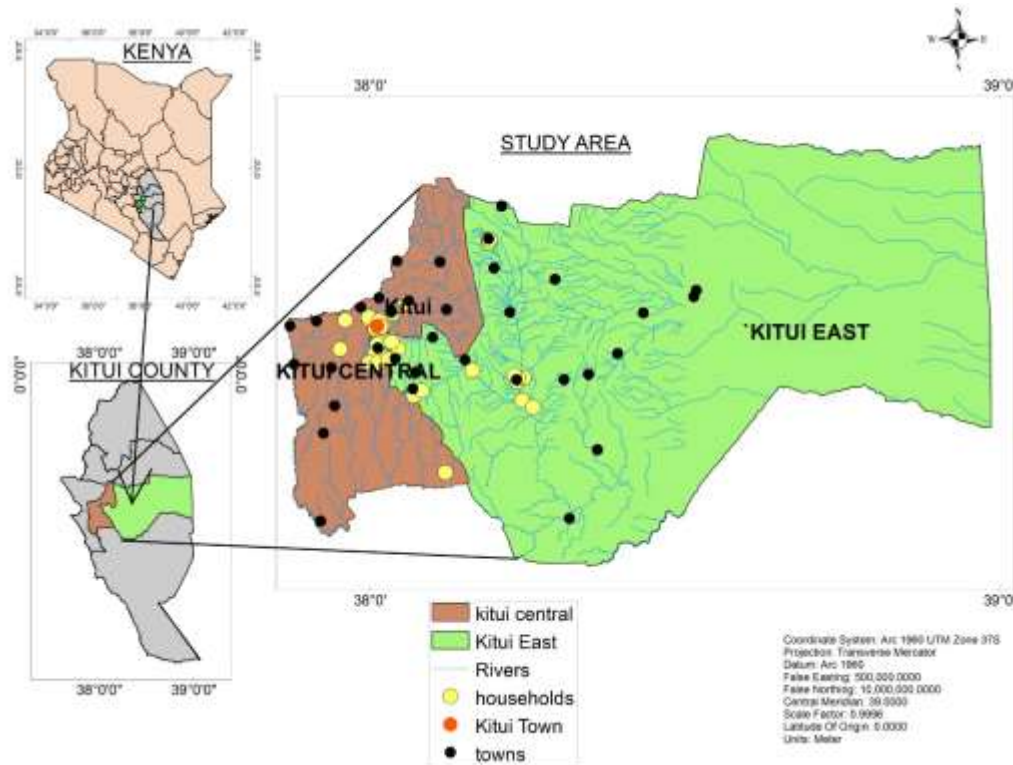 KENYA
N
W E
S
38°0'
39°0'
STUDY AREA
Kitui
KITUI EAST
KITUI CENTRAL
38°0'0"
39°0'0"
KITUI COUNTY
0°0'0"
0°0'0"
38°0'0"
39°0'0"
38°0'
39°0'
kitui central
Kitui East
Rivers
households
Kitui Town
towns
Coordinate System: Arc 1960 UTM Zone 37S
Projection: Transverse Mercator
Datum: Arc 1960
False Easting: 500,000.0000
False Northing: 10,000,000.0000
Central Meridian: 39.0000
Scale Factor: 0.9996
Latitude Of Origin: 0.0000
Units: Meter